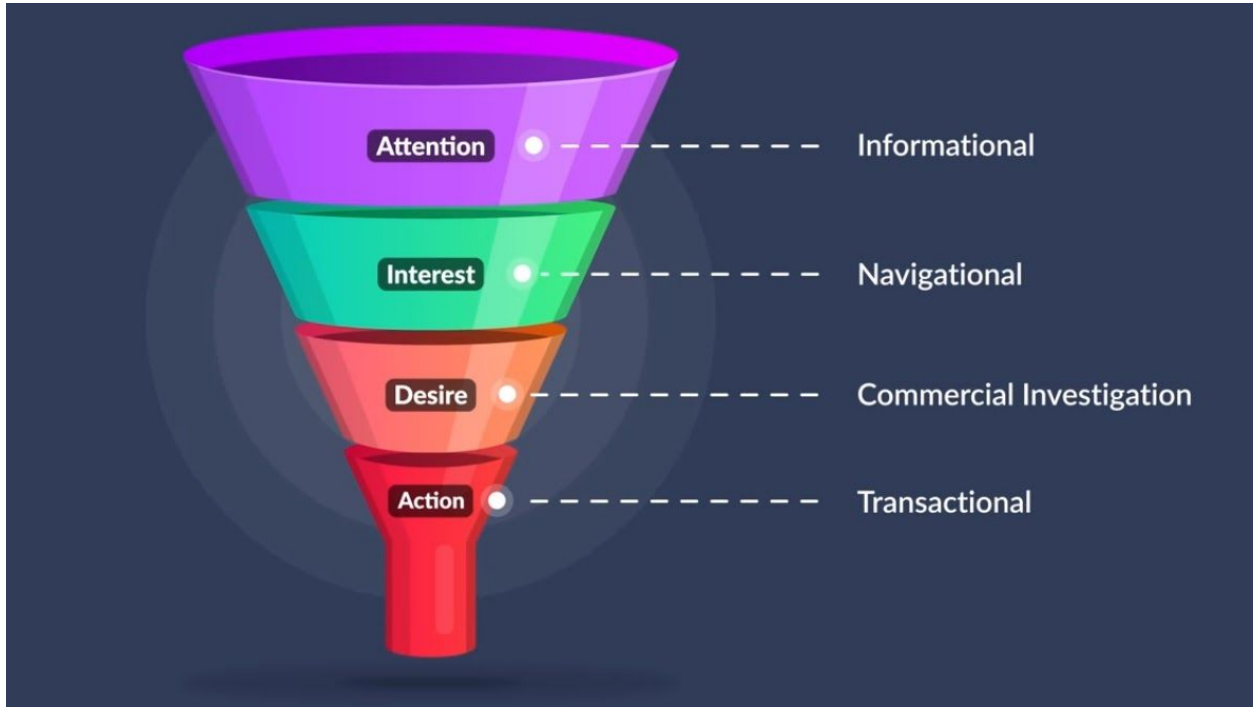 Attention
Informational
Interest
Navigational
Desire
Commercial Investigation
Action
Transactional